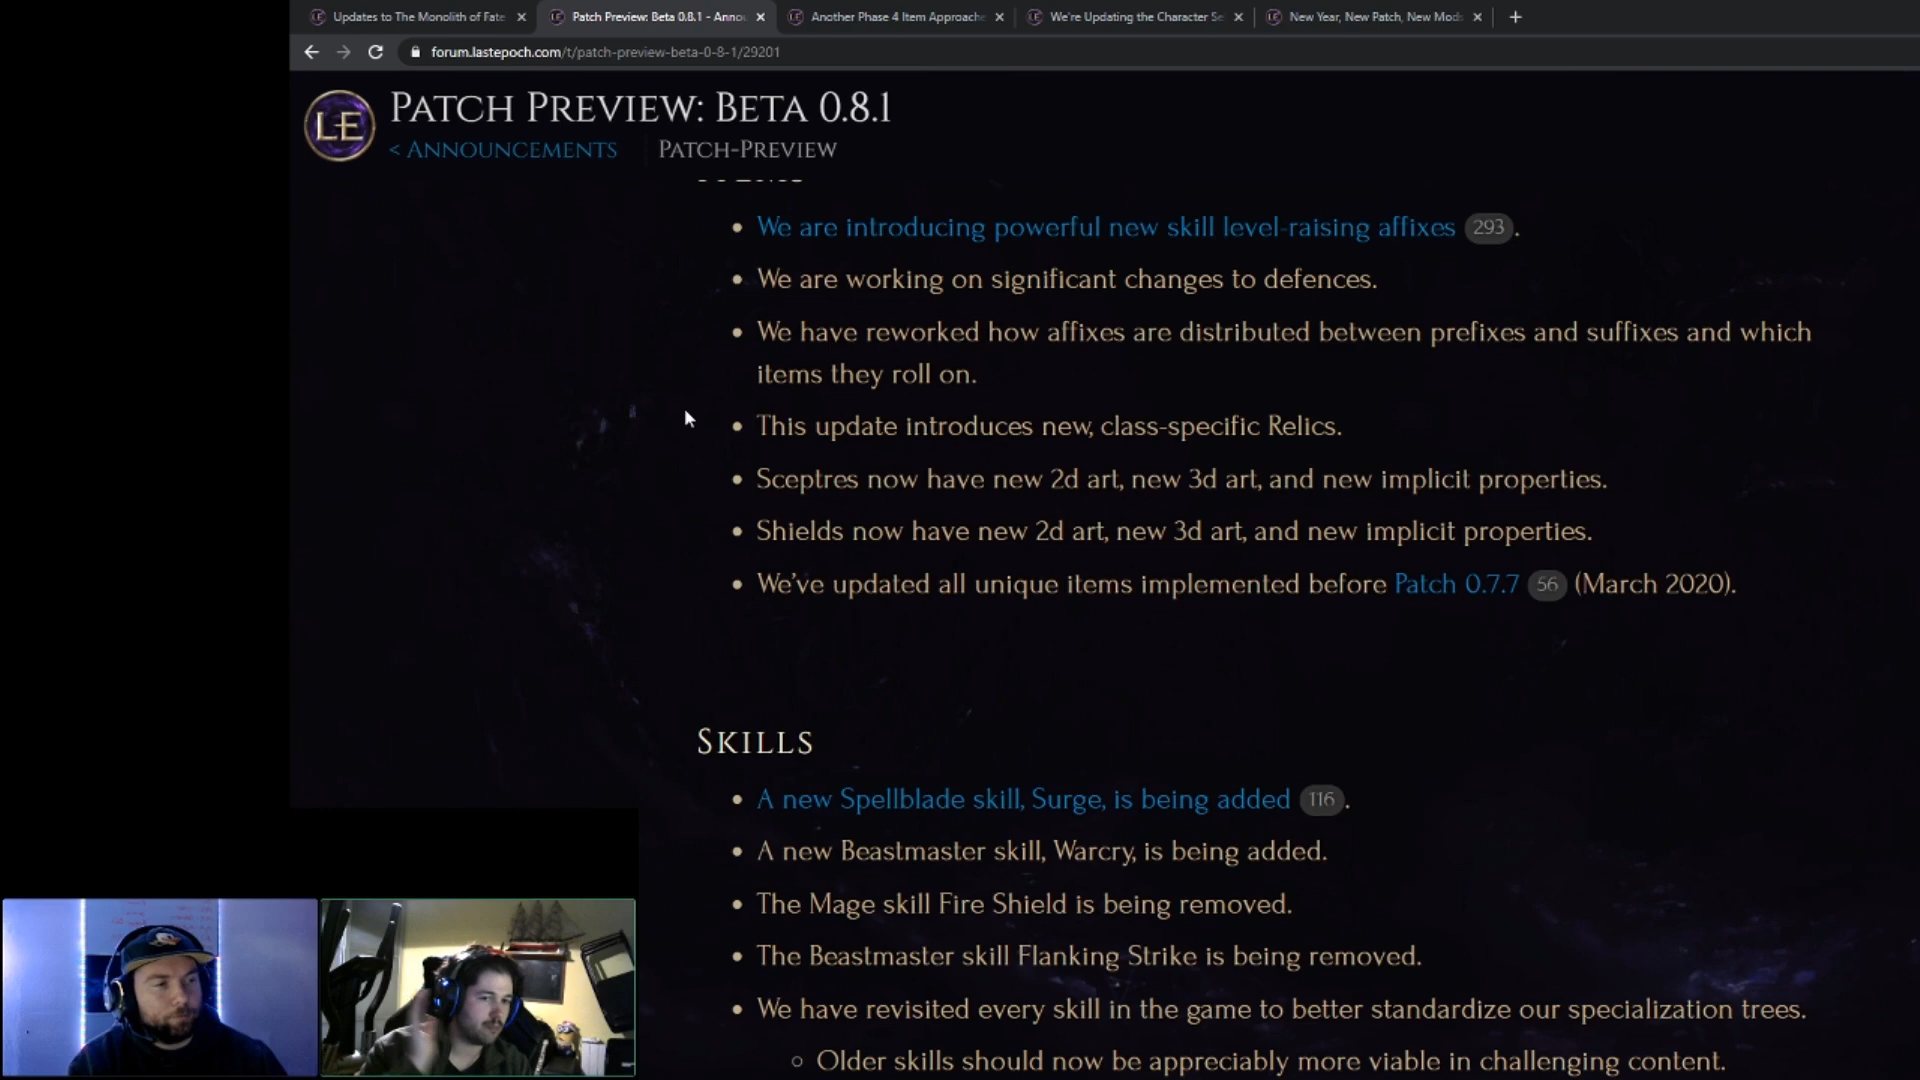 Updates to The Monolith of Fate
Patch Preview: Beta 0.8.1 - Annou
Another Phase 4 Item Approache
We're Updating the Character Se
New Year, New Patch, New Mods
forum.lastepoch.com/t/patch-preview-beta-0-8-1/29201
LE
Patch Preview: Beta 0.8.1
< Announcements
Patch-Preview
We are introducing powerful new skill level-raising affixes 293.
We are working on significant changes to defences.
We have reworked how affixes are distributed between prefixes and suffixes and which
items they roll on.
This update introduces new, class-specific Relics.
Sceptres now have new 2d art, new 3d art, and new implicit properties.
Shields now have new 2d art, new 3d art, and new implicit properties.
We've updated all unique items implemented before Patch 0.7.7 56 (March 2020).
Skills
A new Spellblade skill, Surge, is being added 116.
A new Beastmaster skill, Warcry, is being added.
The Mage skill Fire Shield is being removed.
The Beastmaster skill Flanking Strike is being removed.
We have revisited every skill in the game to better standardize our specialization trees.
Older skills should now be appreciably more viable in challenging content.